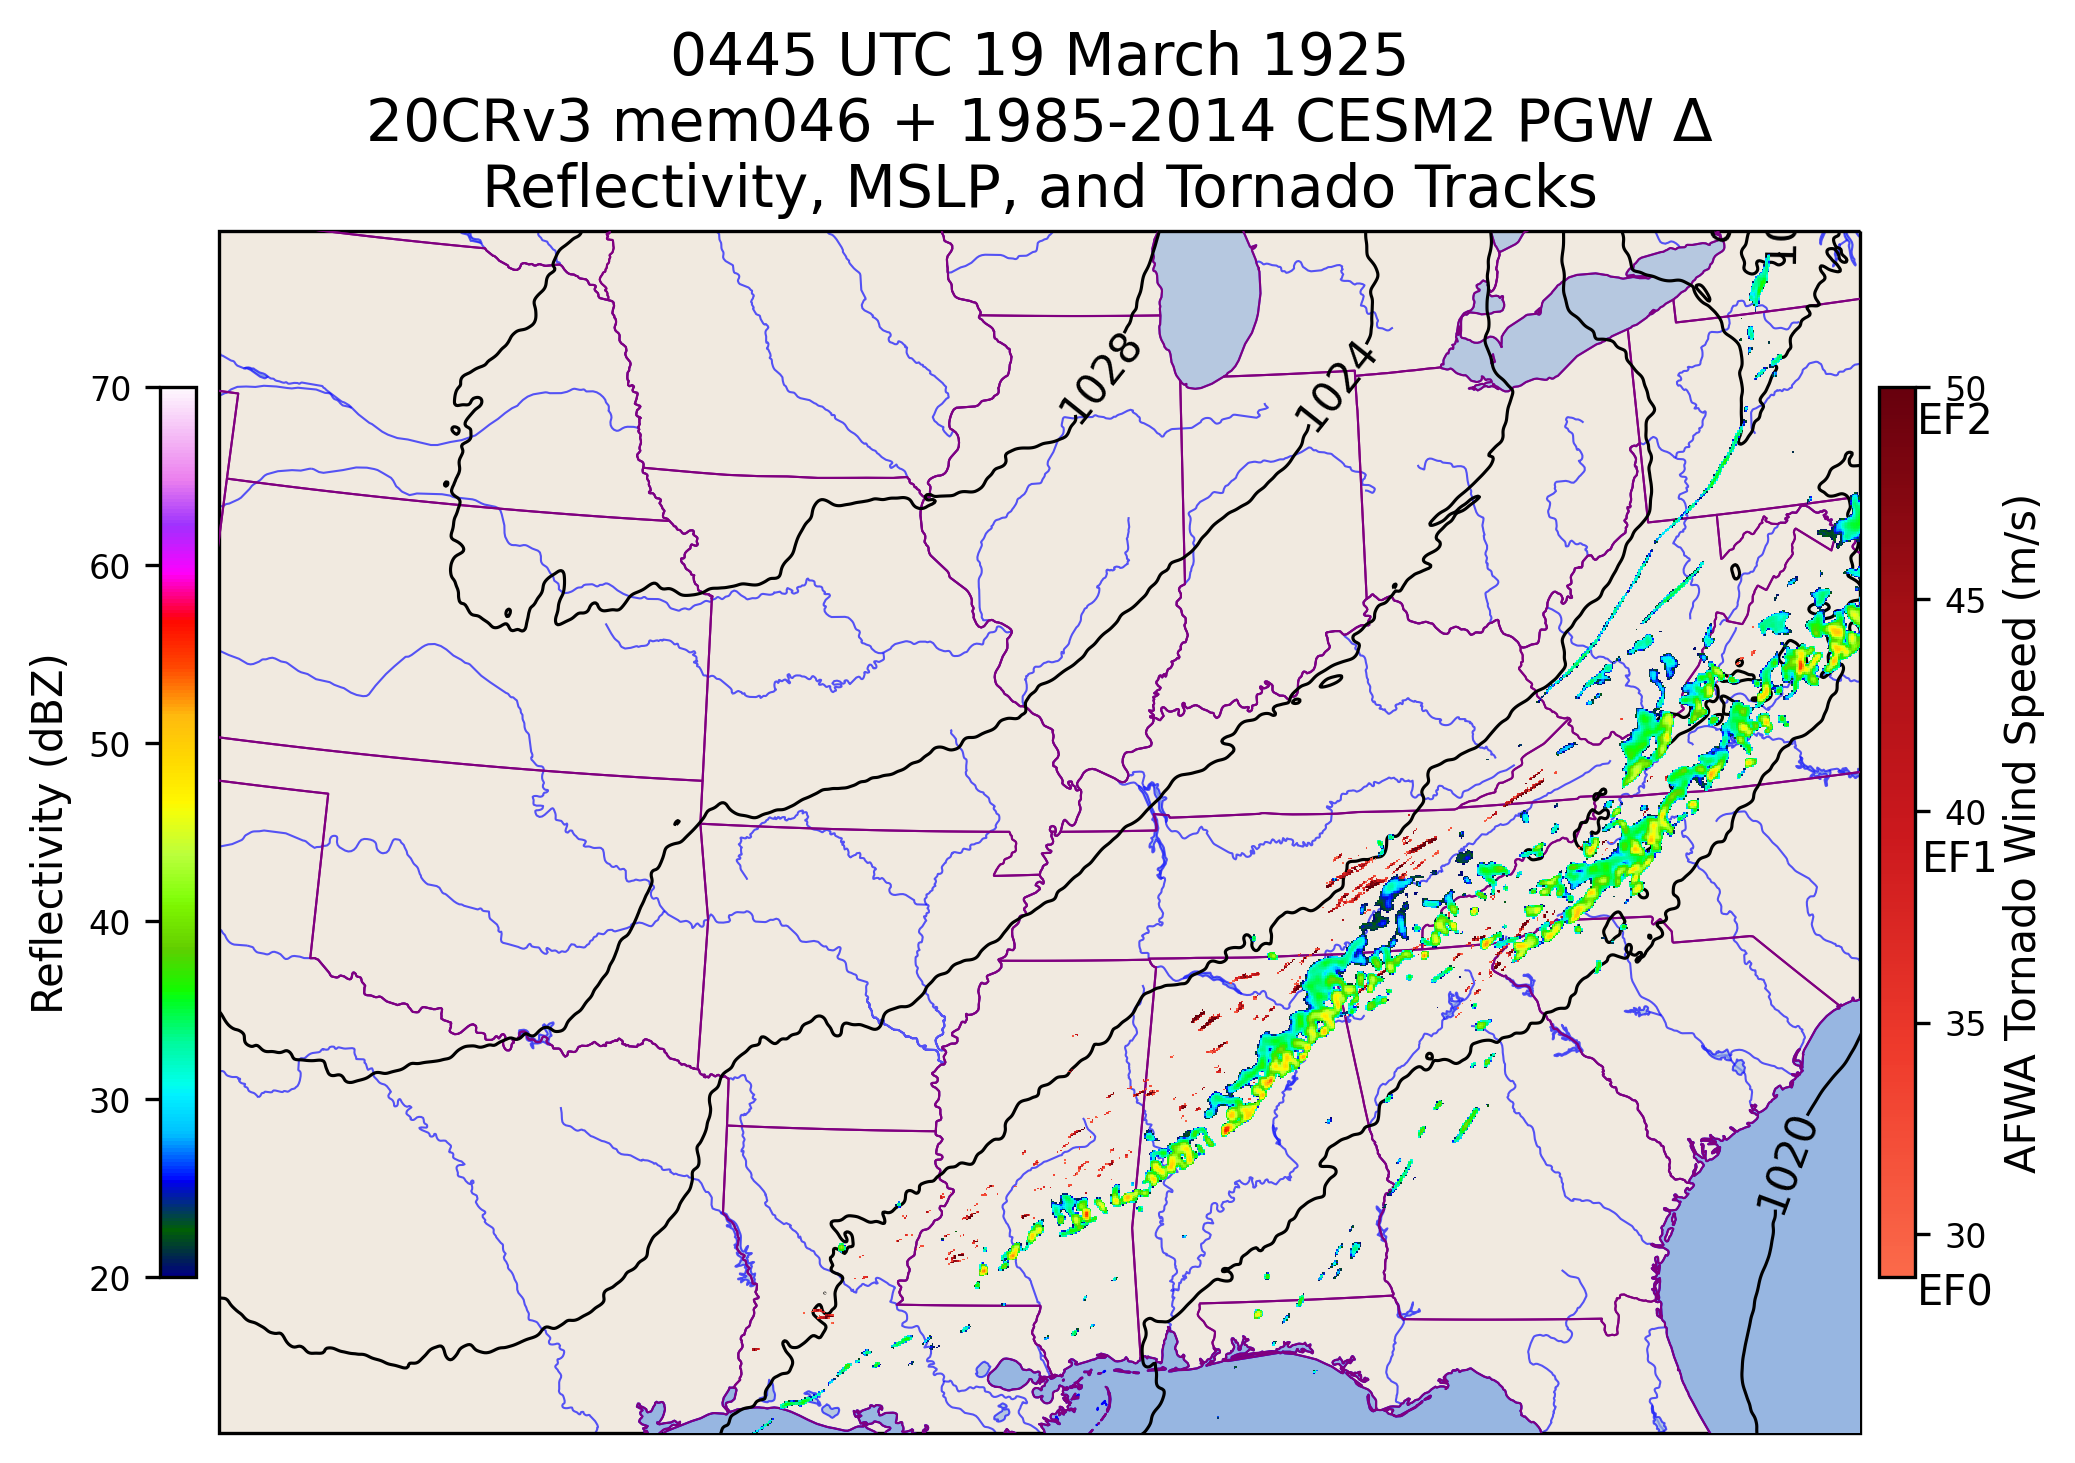 0445 UTC 19 March 1925
20CRv3 mem046 + 1985-2014 CESM2 PGW Δ
Reflectivity, MSLP, and Tornado Tracks
70
60
50
40
30
20
Reflectivity (dBZ)
1028
1024
1020
50
EF2
45
40
EF1
35
30
EF0
AFWA Tornado Wind Speed (m/s)